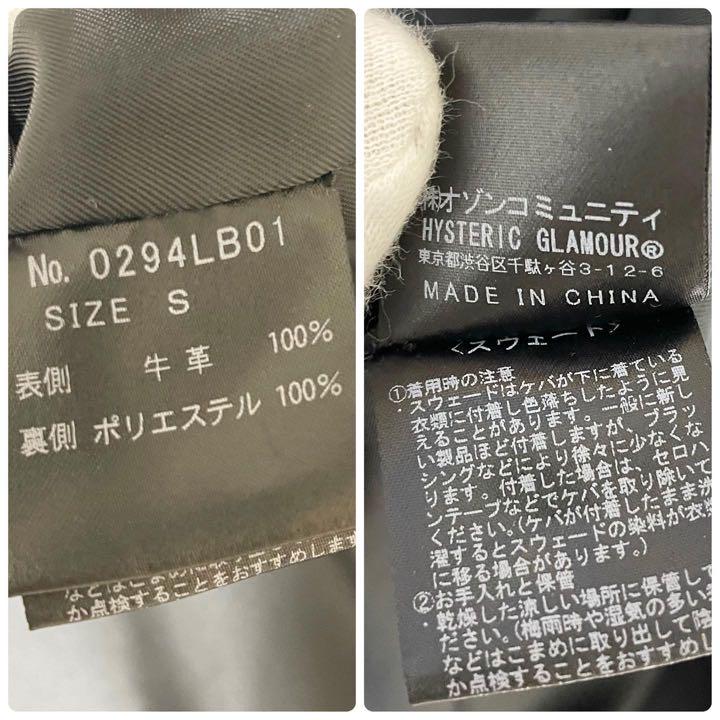 No. 0294LB01
SIZE S
表側 牛革 100%
裏側 ポリエステル 100%
などはこまめに取り出して陰
か点検することをおすすめします
㈱オゾンコミュニティ
HYSTERIC GLAMOUR®
東京都渋谷区千駄ヶ谷3-12-6
MADE IN CHINA
<スウェード>
①着用時の注意
・スウェードはケバが下に着ている
衣類に付着し色落ちしたように見
えることがあります。一般に新し
い製品ほど付着しますが、ブラッ
シングなどにより徐々に少なくな
ります。付着した場合は、セロハ
ンテープなどでケバを取り除いて
ください。(ケバが付着したまま洗
濯するとスウェードの染料が衣類
に移る場合があります。)
②お手入れと保管
・乾燥した涼しい場所に保管して
ださい。(梅雨時や湿気の多い
などはこまめに取り出して陰
か点検することをおすすめし